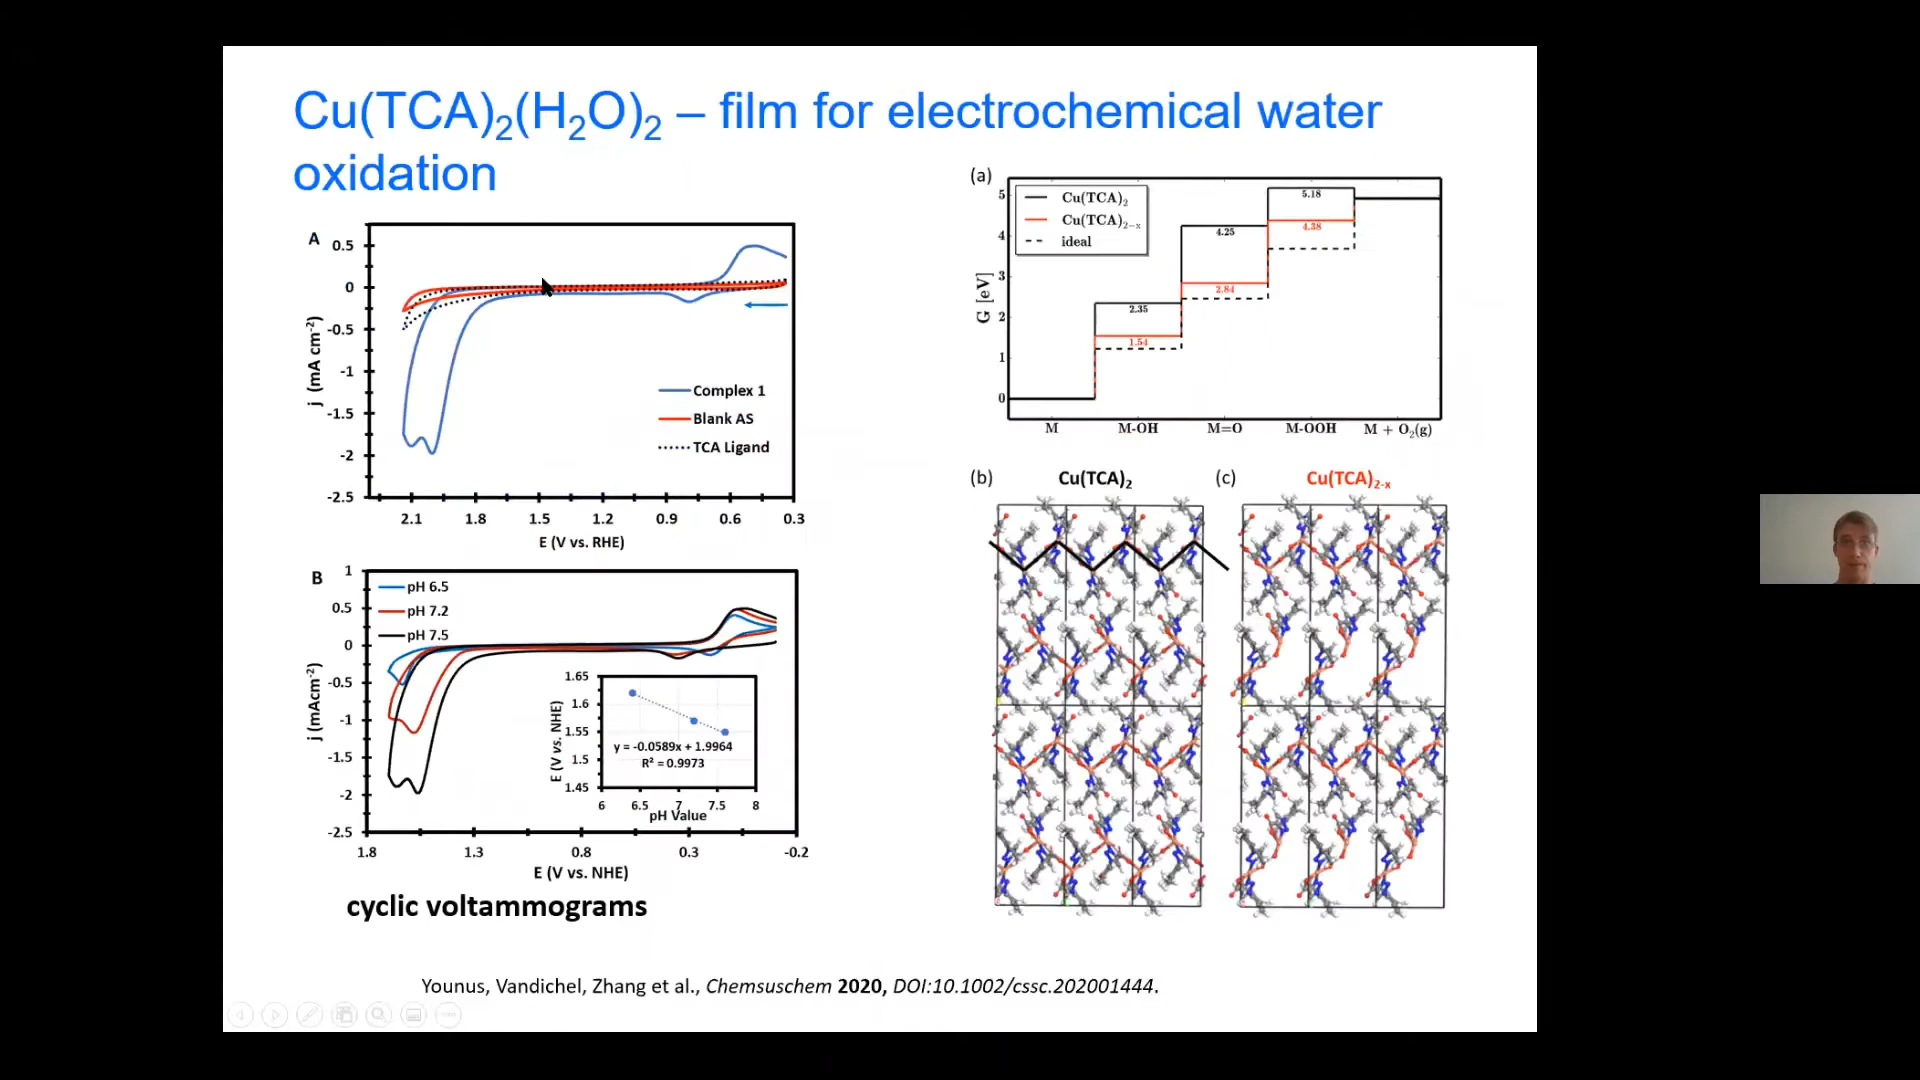 Cu(TCA)₂(H₂O)₂ – film for electrochemical water
oxidation
A
0.5
0
-0.5
-1
-1.5
-2
-2.5
j (mA cm⁻²)
Complex 1
Blank AS
TCA Ligand
2.1 1.8 1.5 1.2 0.9 0.6 0.3
E (V vs. RHE)
B
1
0.5
0
-0.5
-1
-1.5
-2
-2.5
j (mAcm⁻²)
pH 6.5
pH 7.2
pH 7.5
1.65
1.6
1.55
1.5
1.45
E (V vs. NHE)
y = -0.0589x + 1.9964
R² = 0.9973
6 6.5 7 7.5 8
pH Value
1.8 1.3 0.8 0.3 -0.2
E (V vs. NHE)
cyclic voltammograms
(a)
5
4
3
2
1
0
G [eV]
Cu(TCA)₂
Cu(TCA)₂₋ₓ
ideal
5.18
4.38
4.25
2.84
2.35
1.54
M M-OH M=O M-OOH M + O₂(g)
(b) Cu(TCA)₂ (c) Cu(TCA)₂₋ₓ
Younus, Vandichel, Zhang et al., Chemsuschem 2020, DOI:10.1002/cssc.202001444.